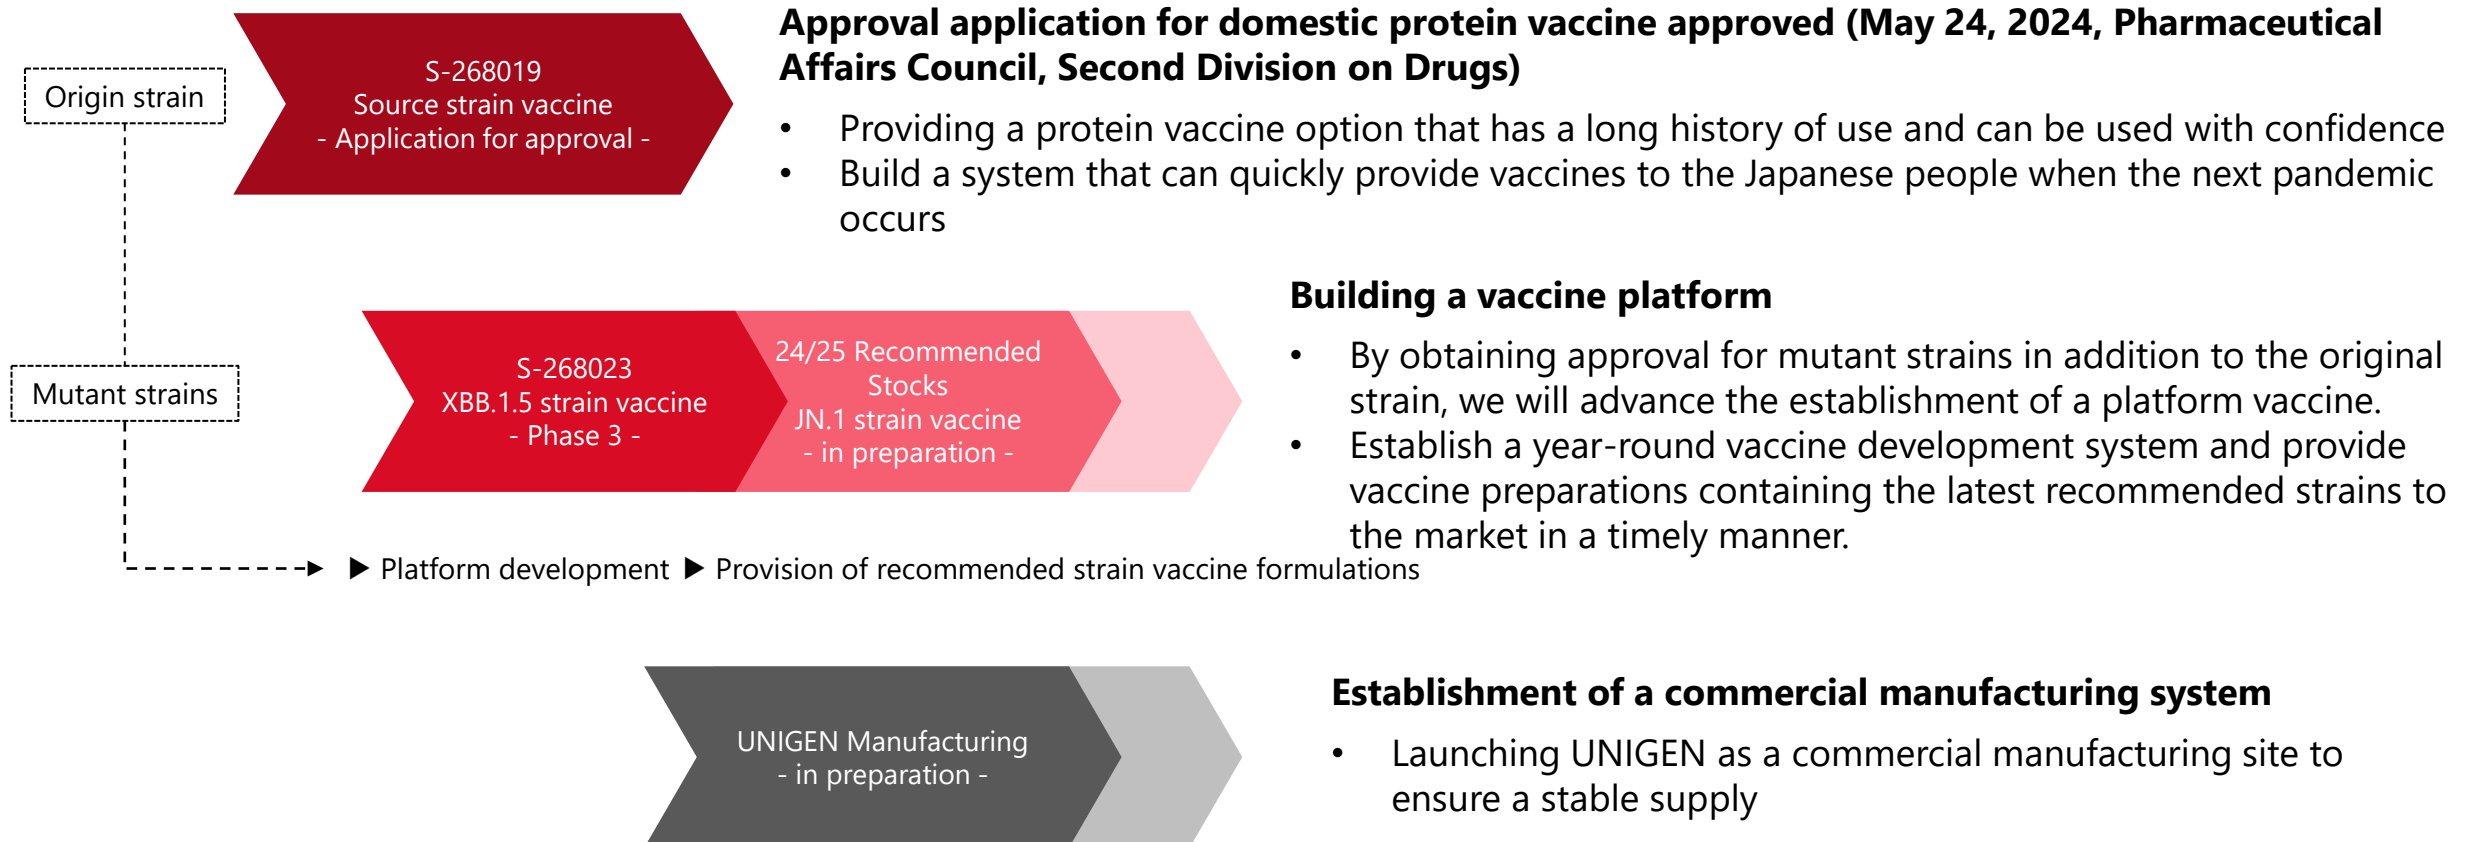 Origin strain
S-268019
Source strain vaccine
- Application for approval -
Approval application for domestic protein vaccine approved (May 24, 2024, Pharmaceutical
Affairs Council, Second Division on Drugs)
• Providing a protein vaccine option that has a long history of use and can be used with confidence
• Build a system that can quickly provide vaccines to the Japanese people when the next pandemic
occurs
Mutant strains
S-268023
XBB.1.5 strain vaccine
- Phase 3 -
24/25 Recommended
Stocks
JN.1 strain vaccine
- in preparation -
Building a vaccine platform
• By obtaining approval for mutant strains in addition to the original
strain, we will advance the establishment of a platform vaccine.
• Establish a year-round vaccine development system and provide
vaccine preparations containing the latest recommended strains to
the market in a timely manner.
▶ Platform development ▶ Provision of recommended strain vaccine formulations
UNIGEN Manufacturing
- in preparation -
Establishment of a commercial manufacturing system
• Launching UNIGEN as a commercial manufacturing site to
ensure a stable supply